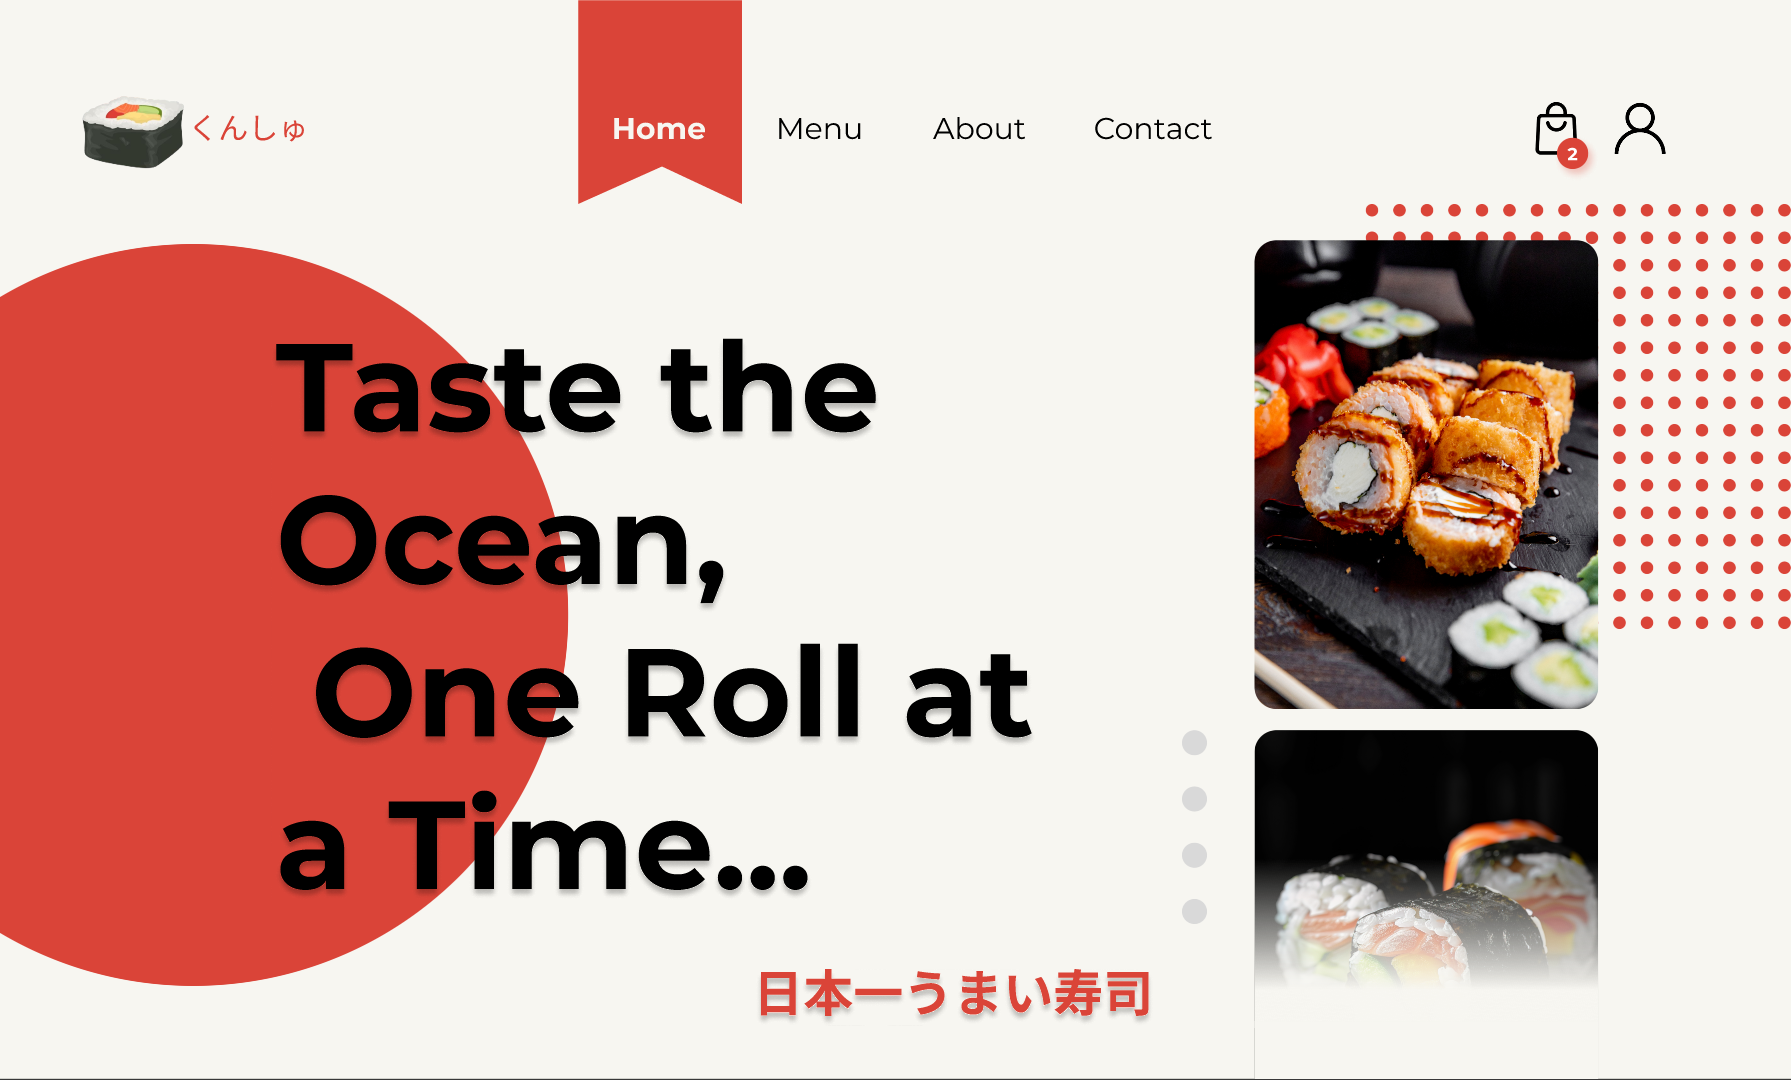 くんしゅ
Home
Menu
About
Contact
2
Taste the
Ocean,
One Roll at
a Time...
日本一うまい寿司